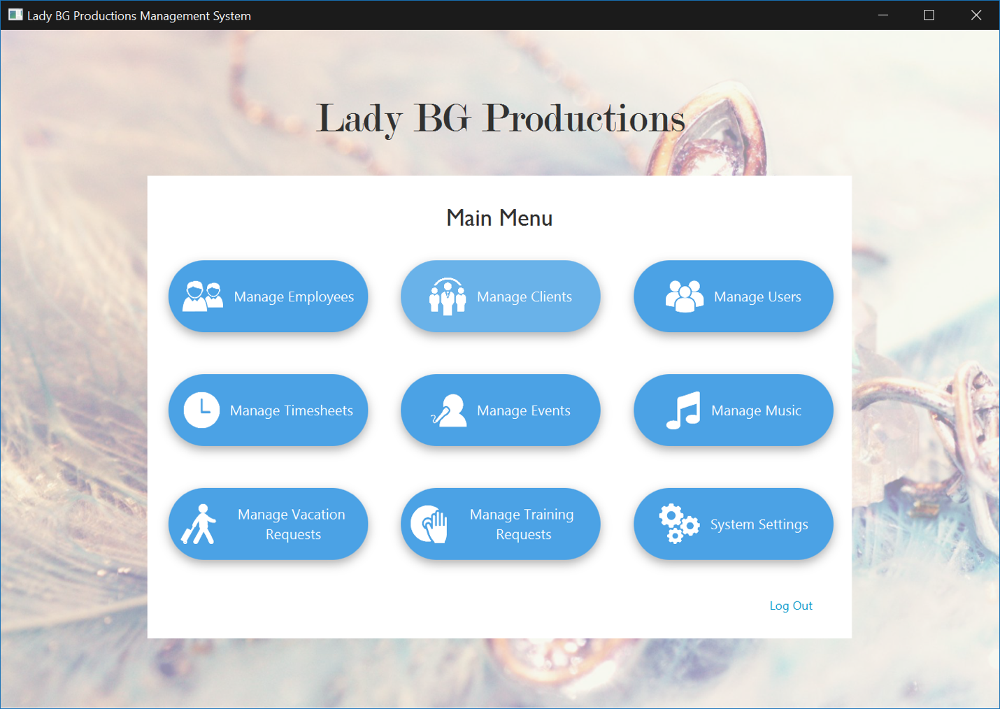 Lady BG Productions Management System
Lady BG Productions
Main Menu
Manage Employees
Manage Clients
Manage Users
Manage Timesheets
Manage Events
Manage Music
Manage Vacation
Requests
Manage Training
Requests
System Settings
Log Out